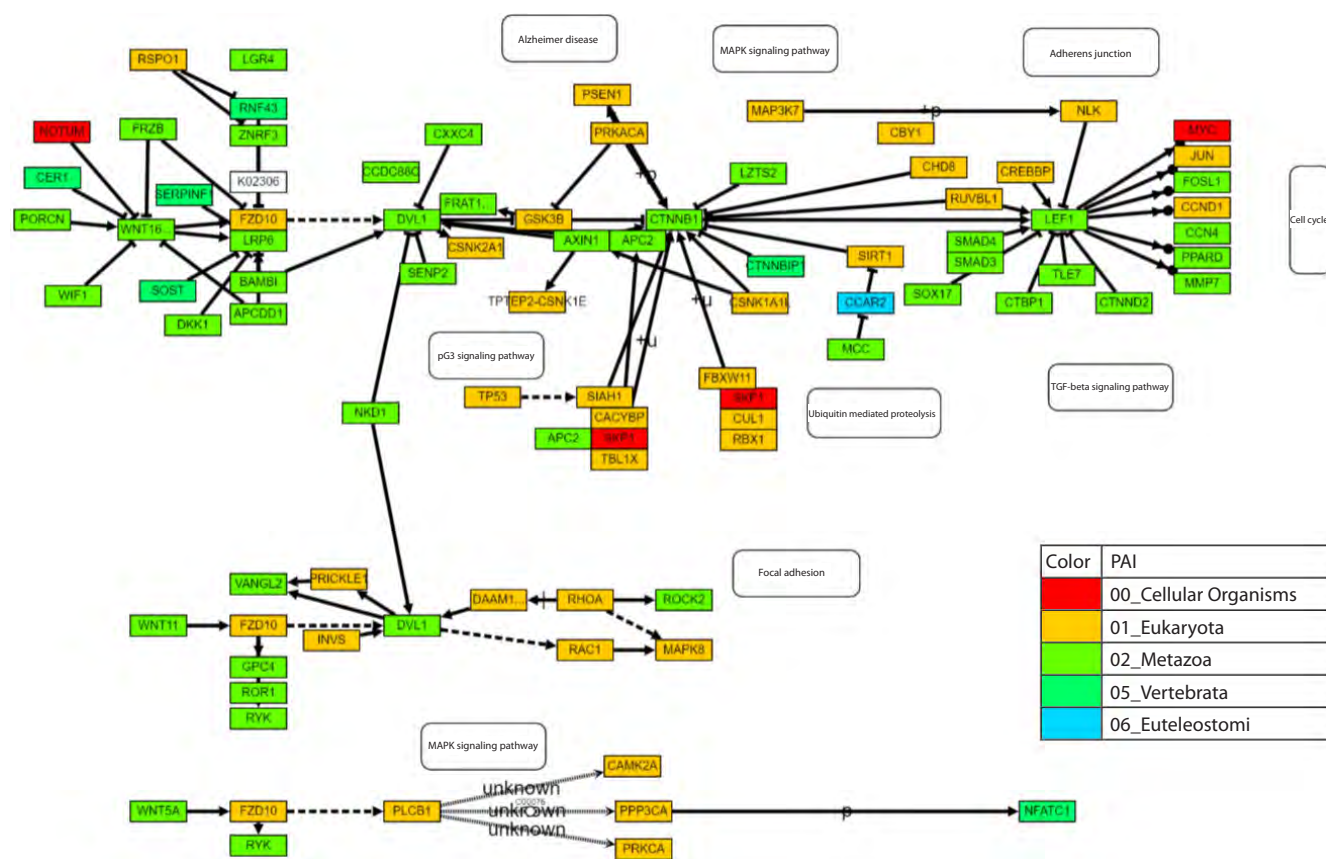 Alzheimer disease
MAPK signaling pathway
Adherens junction
RSPO1
LGR4
RNF43
ZNRF3
NOTUM
FRZB
CER1
SERPINF1
K02306
PORCN
WNT16...
FZD10
LRP6
BAMBI
WIF1
SOST
APCDD1
DKK1
CXXC4
CCDC88C
DVL1
FRAT1...
CSNK2A1
SENP2
PSEN1
PRKACA
+p
GSK3B
AXIN1
APC2
CTNNB1
LZTS2
CTNNBIP1
TPTEP2-CSNK1E
CSNK1A1L
+u
+u
MAP3K7
+p
NLK
CBY1
CHD8
RUVBL1
CREBBP
LEF1
SMAD4
SMAD3
SOX17
CTBP1
TLE7
CTNND2
SIRT1
CCAR2
MCC
MYC
JUN
FOSL1
CCND1
CCN4
PPARD
MMP7
Cell cycle
pG3 signaling pathway
TP53
SIAH1
CACYBP
APC2
SKP1
TBL1X
FBXW11
SKP1
CUL1
RBX1
Ubiquitin mediated proteolysis
TGF-beta signaling pathway
NKD1
Focal adhesion
VANGL2
PRICKLE1
WNT11
FZD10
INVS
DVL1
DAAM1...
RHOA
ROCK2
RAC1
MAPK8
GPC4
ROR1
RYK
MAPK signaling pathway
WNT5A
FZD10
RYK
PLCB1
unknown
unknown
unknown
CAMK2A
PPP3CA
PRKCA
p
NFATC1
Color PAI
00_Cellular Organisms
01_Eukaryota
02_Metazoa
05_Vertebrata
06_Euteleostomi